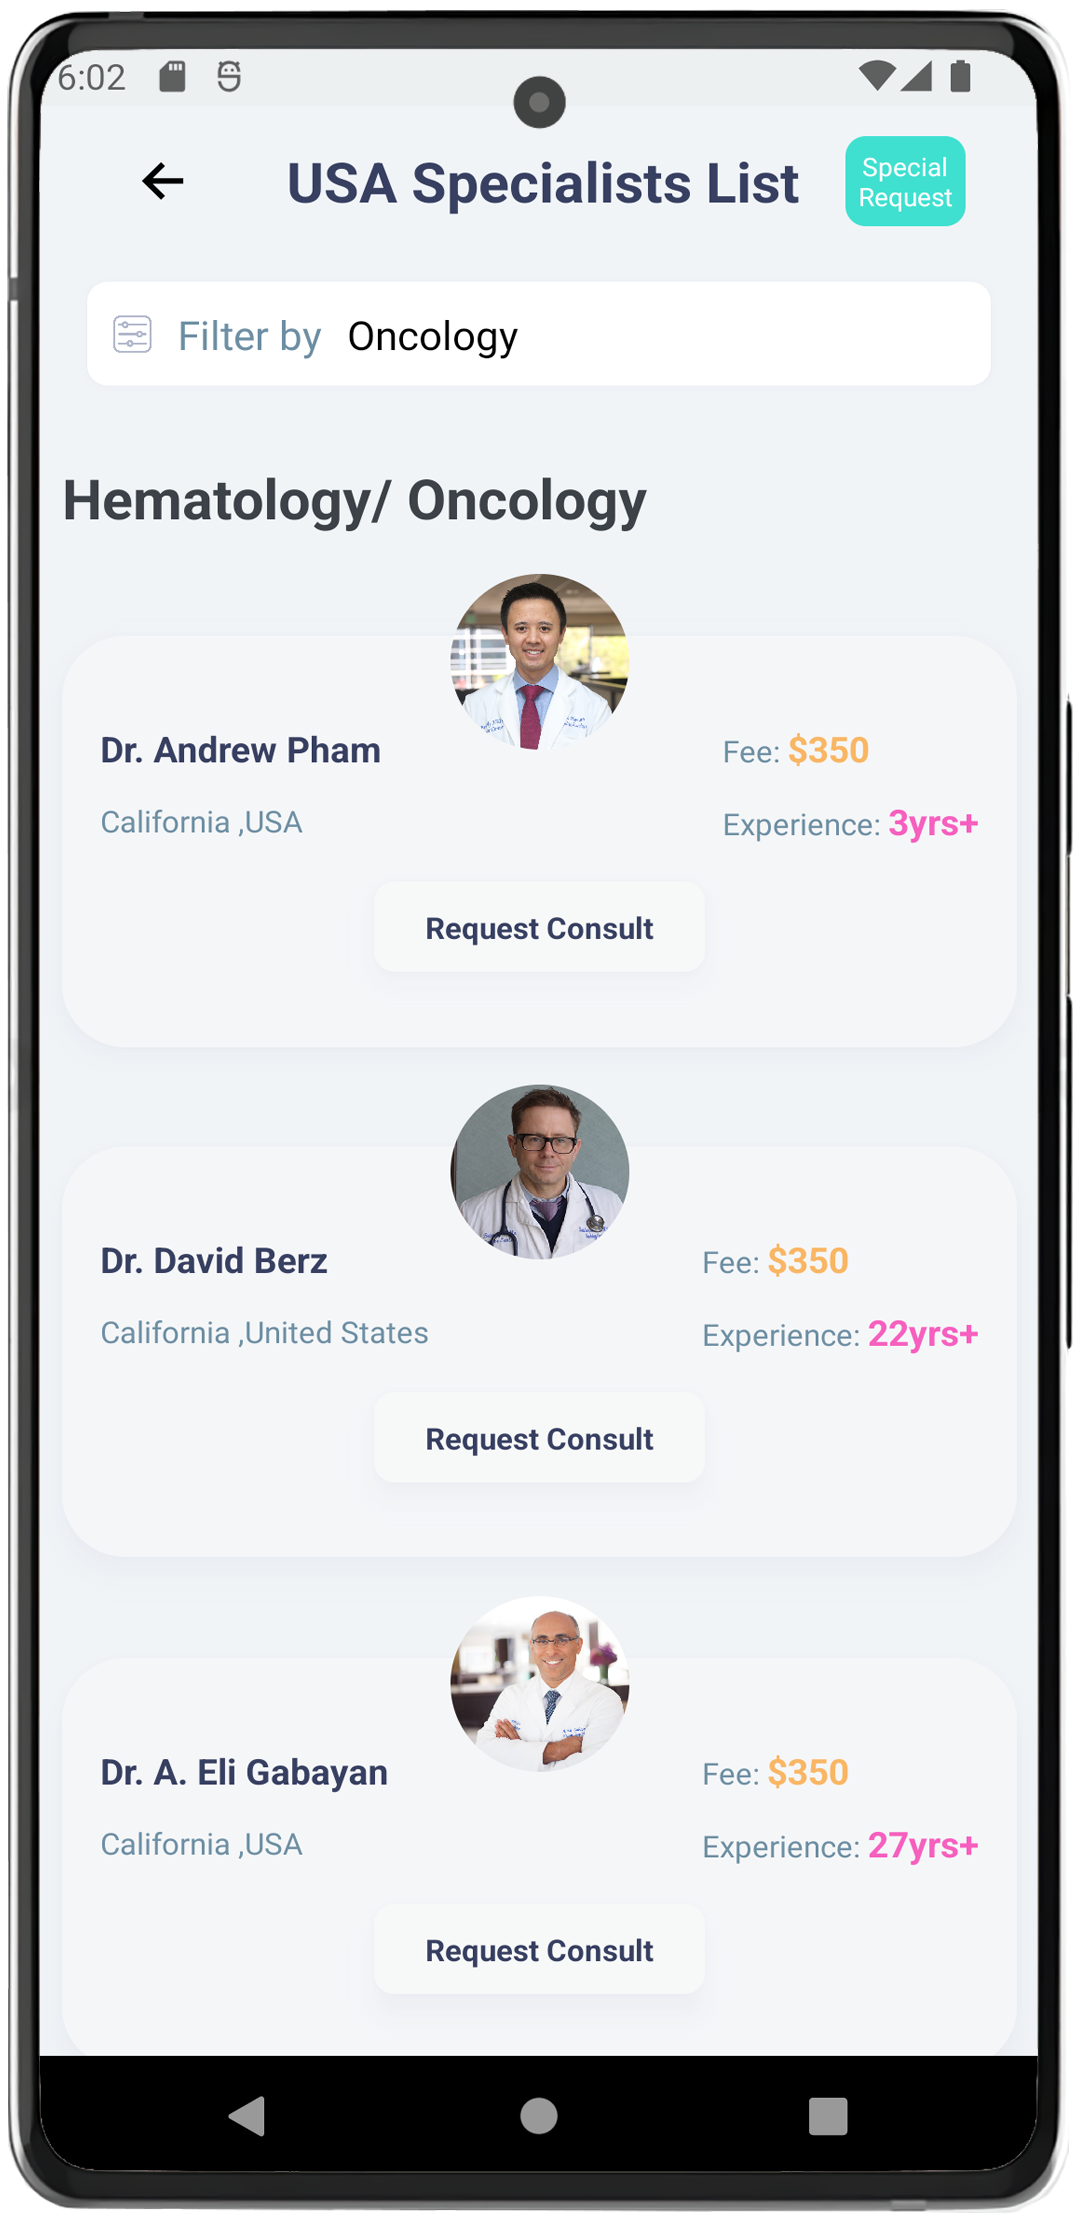 6:02
USA Specialists List
Special
Request
Filter by Oncology
Hematology/ Oncology
Dr. Andrew Pham
Fee: $350
California ,USA
Experience: 3yrs+
Request Consult
Dr. David Berz
Fee: $350
California ,United States
Experience: 22yrs+
Request Consult
Dr. A. Eli Gabayan
Fee: $350
California ,USA
Experience: 27yrs+
Request Consult